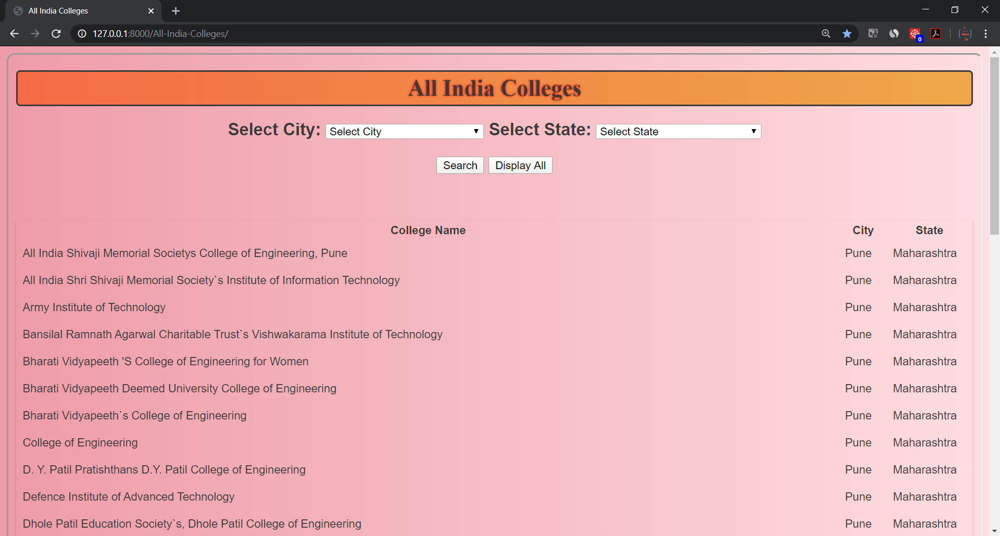 All India Colleges
127.0.0.1:8000/All-India-Colleges/
0
All India Colleges
Select City: Select City Select State: Select State
Search Display All
College Name City State
All India Shivaji Memorial Societys College of Engineering, Pune Pune Maharashtra
All India Shri Shivaji Memorial Society`s Institute of Information Technology Pune Maharashtra
Army Institute of Technology Pune Maharashtra
Bansilal Ramnath Agarwal Charitable Trust`s Vishwakarama Institute of Technology Pune Maharashtra
Bharati Vidyapeeth 'S College of Engineering for Women Pune Maharashtra
Bharati Vidyapeeth Deemed University College of Engineering Pune Maharashtra
Bharati Vidyapeeth`s College of Engineering Pune Maharashtra
College of Engineering Pune Maharashtra
D. Y. Patil Pratishthans D.Y. Patil College of Engineering Pune Maharashtra
Defence Institute of Advanced Technology Pune Maharashtra
Dhole Patil Education Society`s, Dhole Patil College of Engineering Pune Maharashtra